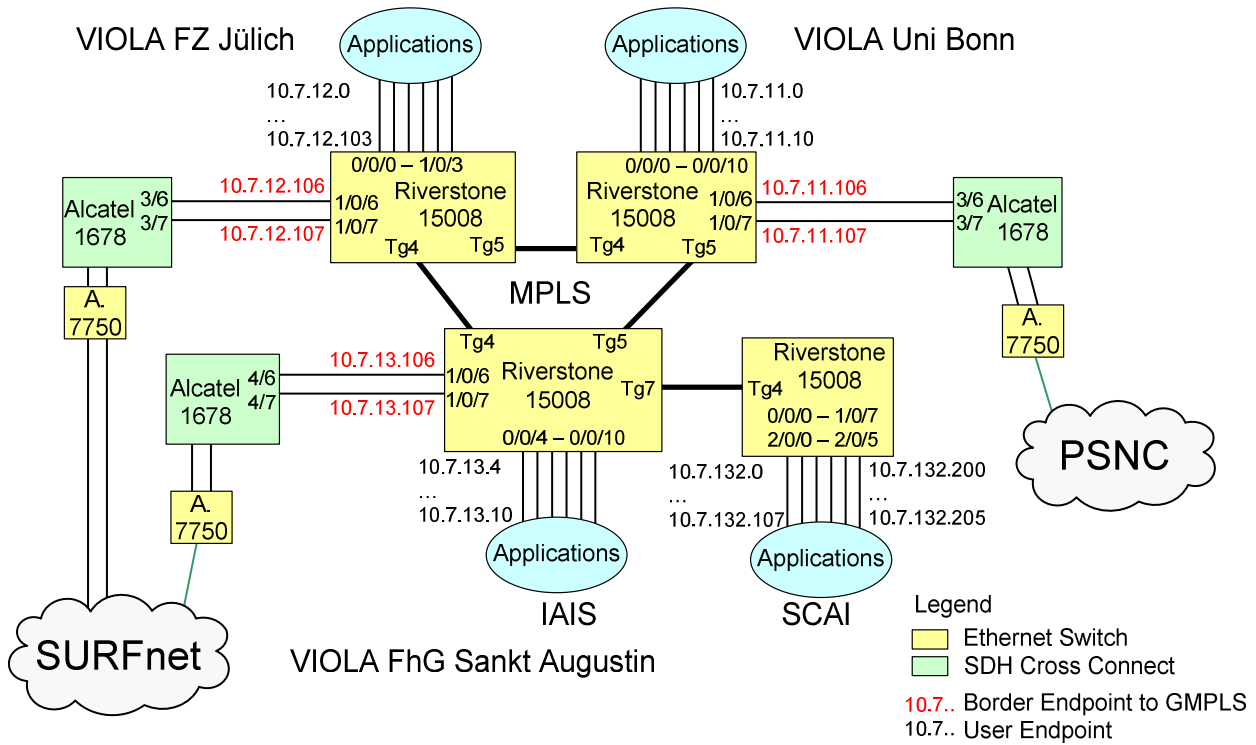 VIOLA FZ Jülich
Applications
Applications
VIOLA Uni Bonn
10.7.12.0
...
10.7.12.103
10.7.11.0
...
10.7.11.10
0/0/0 – 1/0/3
Riverstone
15008
1/0/6
1/0/7
Tg4
Tg5
0/0/0 – 0/0/10
Riverstone
15008
1/0/6
1/0/7
Tg4
Tg5
Alcatel
1678
3/6
3/7
10.7.12.106
10.7.12.107
10.7.11.106
10.7.11.107
3/6
3/7
Alcatel
1678
A.
7750
MPLS
A.
7750
Alcatel
1678
4/6
4/7
10.7.13.106
10.7.13.107
Tg4
Tg5
1/0/6
1/0/7
Riverstone
15008
Tg7
0/0/4 – 0/0/10
Riverstone
15008
Tg4
0/0/0 – 1/0/7
2/0/0 – 2/0/5
PSNC
A.
7750
10.7.13.4
...
10.7.13.10
10.7.132.0
...
10.7.132.107
10.7.132.200
...
10.7.132.205
Applications
Applications
IAIS
SCAI
SURFnet
VIOLA FhG Sankt Augustin
Legend
Ethernet Switch
SDH Cross Connect
10.7.. Border Endpoint to GMPLS
10.7.. User Endpoint